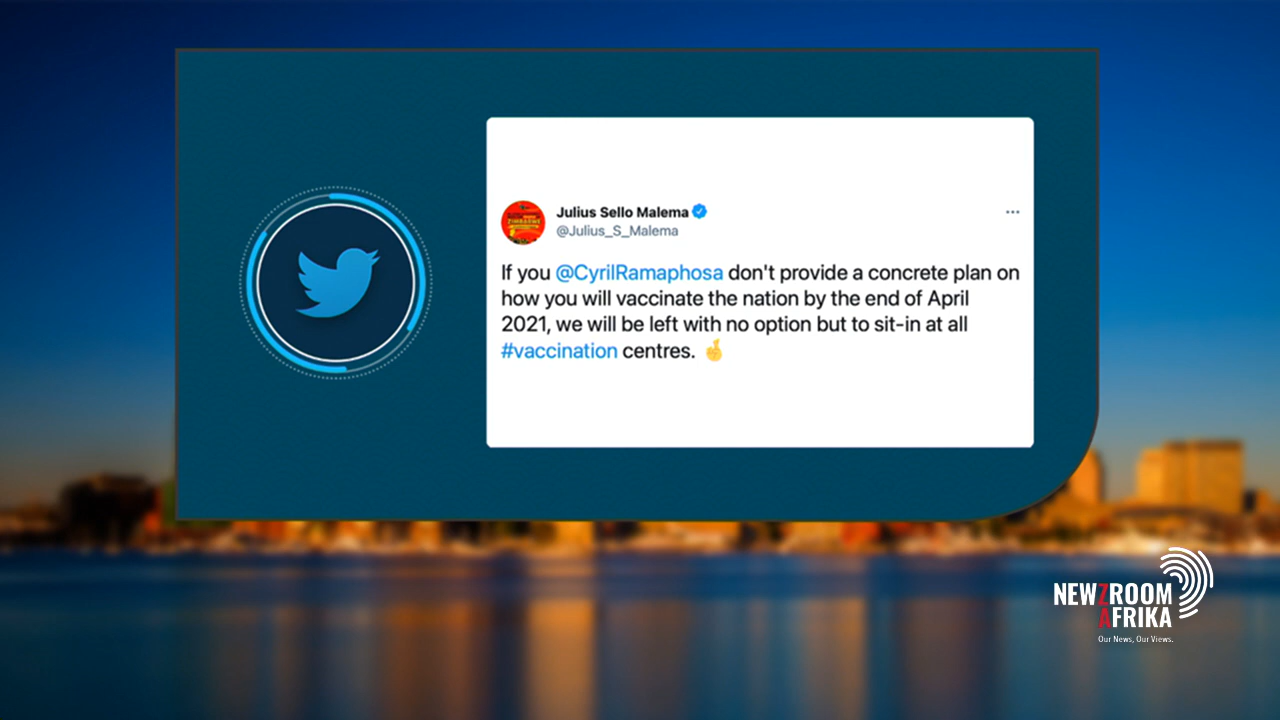 Julius Sello Malema
@Julius_S_Malema
If you @CyrilRamaphosa don't provide a concrete plan on
how you will vaccinate the nation by the end of April
2021, we will be left with no option but to sit-in at all
#vaccination centres. 🤞
NEWZROOM
AFRIKA
Our News, Our Views.